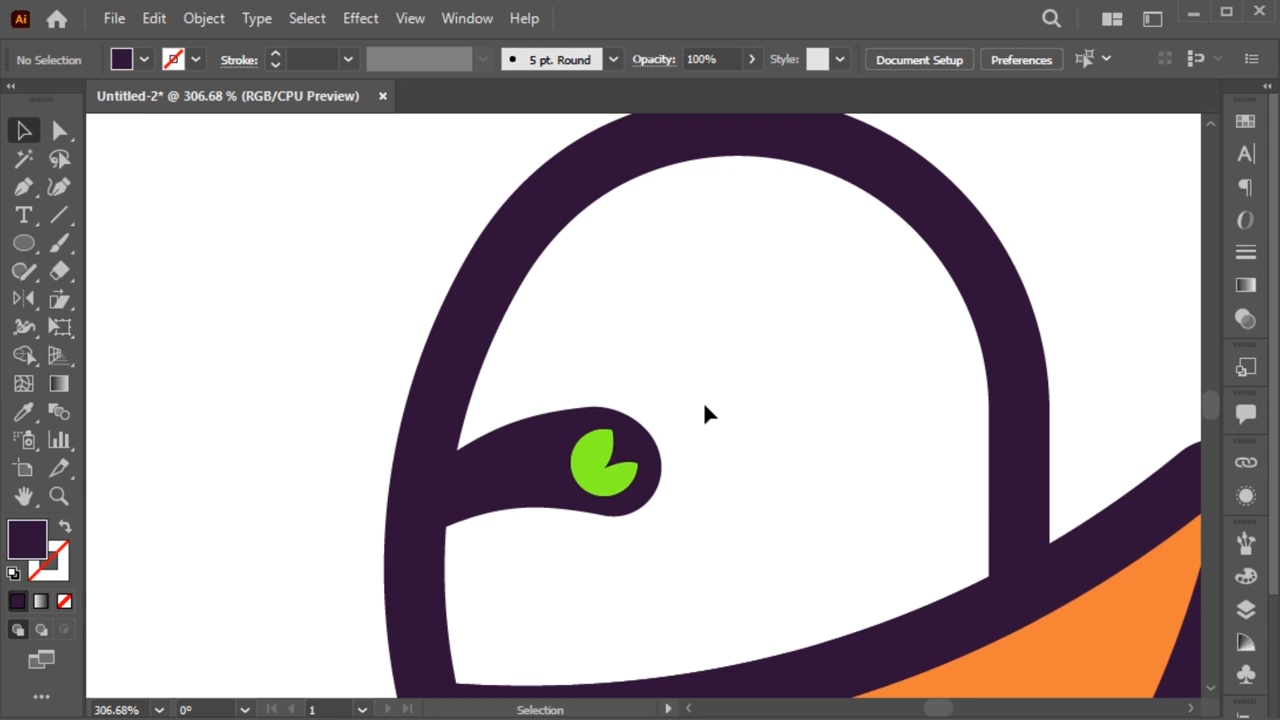 Ai File Edit Object Type Select Effect View Window Help
No Selection Stroke: 5 pt. Round Opacity: 100% Style: Document Setup Preferences
Untitled-2* @ 306.68 % (RGB/CPU Preview)
306.68% 0° 1 Selection